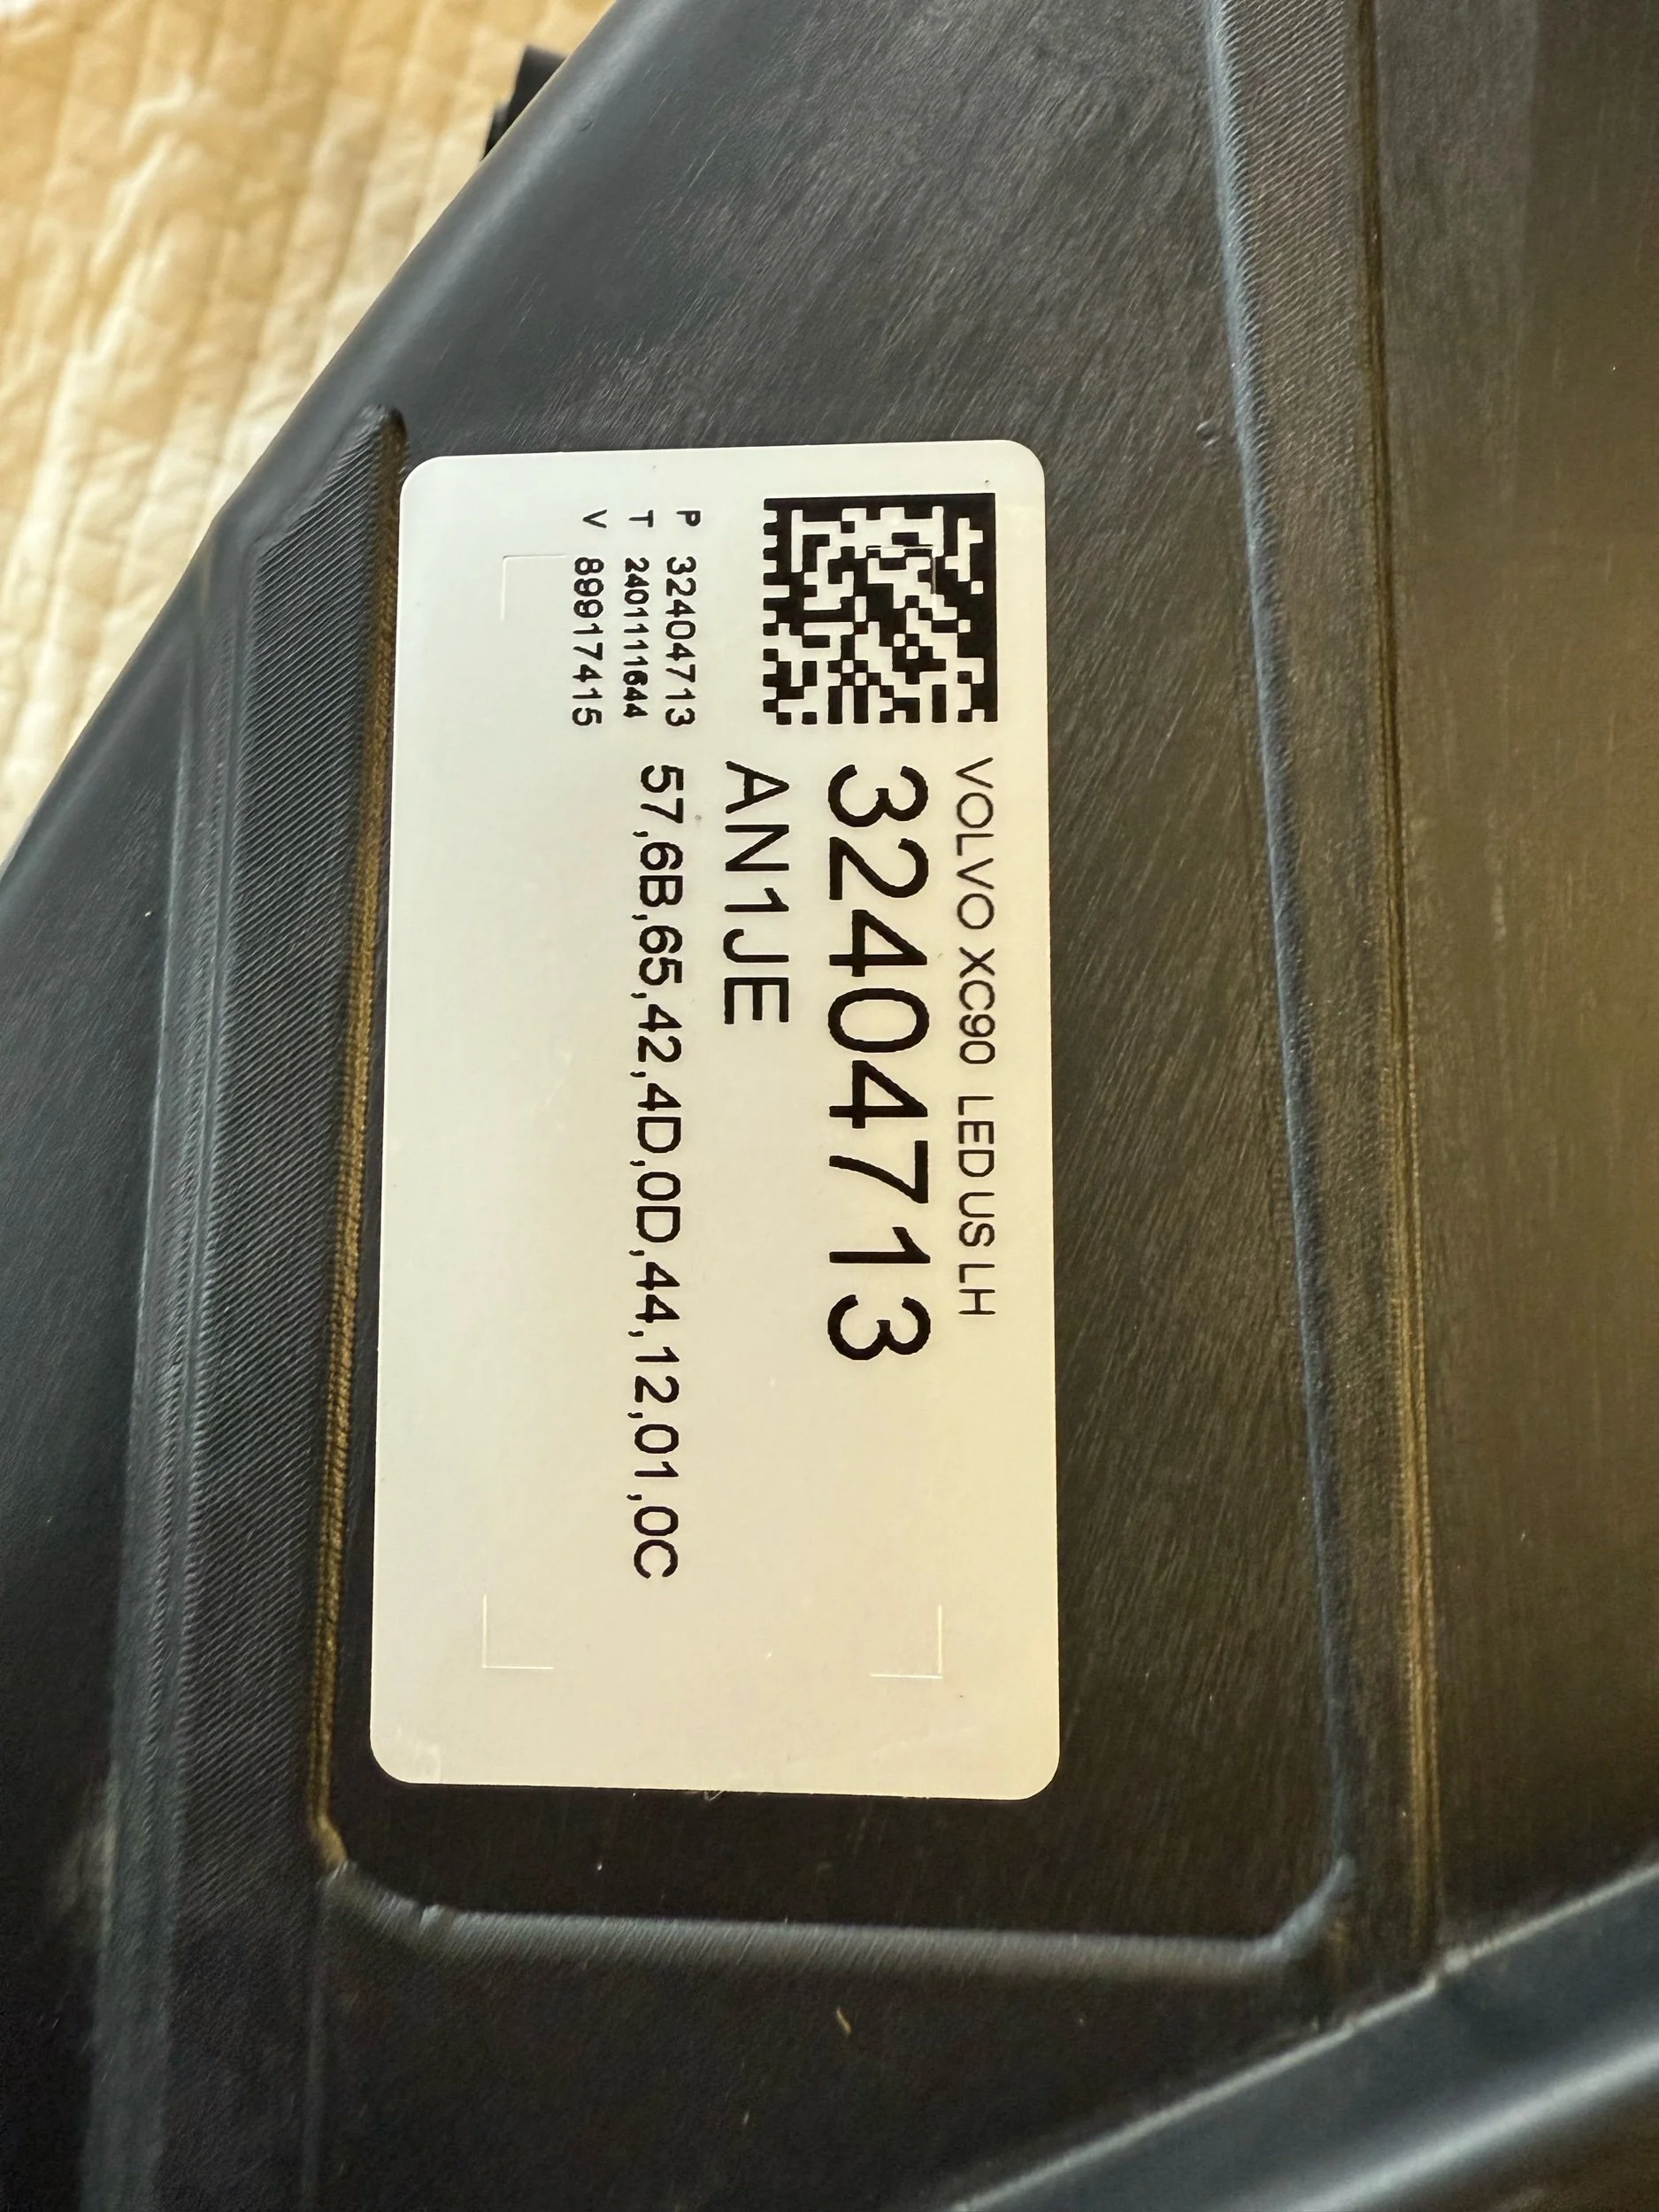 VOLVO XC90 LED US LH
32404713
AN1JE
P 32404713
T 2401111644
V 89917415
57,6B,65,42,4D,0D,44,12,01,0C